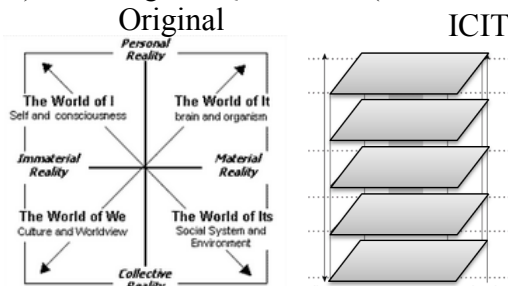 Original
ICIT
Personal
Reality
The World of I
Self and consciousness
The World of It
brain and organism
Immaterial
Reality
Material
Reality
The World of We
Culture and Worldview
The World of Its
Social System and
Environment
Collective
Reality